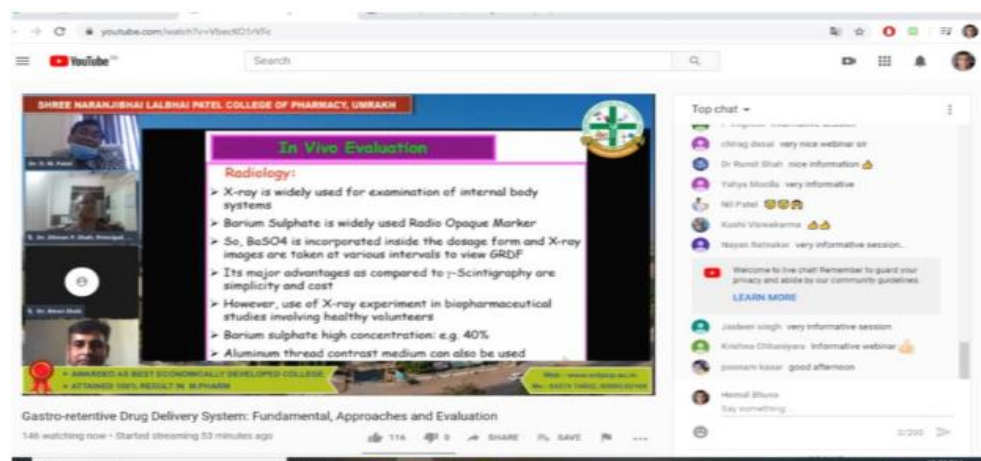 YouTube
Search
SHREE NARANJIBHAI LALBHAI PATEL COLLEGE OF PHARMACY, UMRAKH
In Vivo Evaluation
Radiology:
➤ X-ray is widely used for examination of internal body
systems
➤ Barium Sulphate is widely used Radio Opaque Marker
➤ So, BaSO4 is incorporated inside the dosage form and X-ray
images are taken at various intervals to view GRDF
➤ Its major advantages as compared to γ-Scintigraphy are
simplicity and cost
➤ However, use of X-ray experiment in biopharmaceutical
studies involving healthy volunteers
➤ Barium sulphate high concentration: e.g. 40%
➤ Aluminum thread contrast medium can also be used
➤ AWARDED AS BEST ECONOMICALLY DEVELOPED COLLEGE
➤ ATTAINED 100% RESULT IN M.PHARM
Gastro-retentive Drug Delivery System: Fundamental, Approaches and Evaluation
146 watching now • Started streaming 53 minutes ago
116
0
SHARE
SAVE
Top chat
informative session
chirag desai very nice webinar sir
Dr Rumit Shah nice information 👍
very informative
Patel
Kushi Viswakarma 👍👍
Nayan Ratnakar very informative session..
Welcome to live chat! Remember to guard your
privacy and abide by our community guidelines.
LEARN MORE
singh very informative session
Krishna informative webinar 👍
poonam kasar good afternoon
Hemal Bhuva
Say something...
0/200